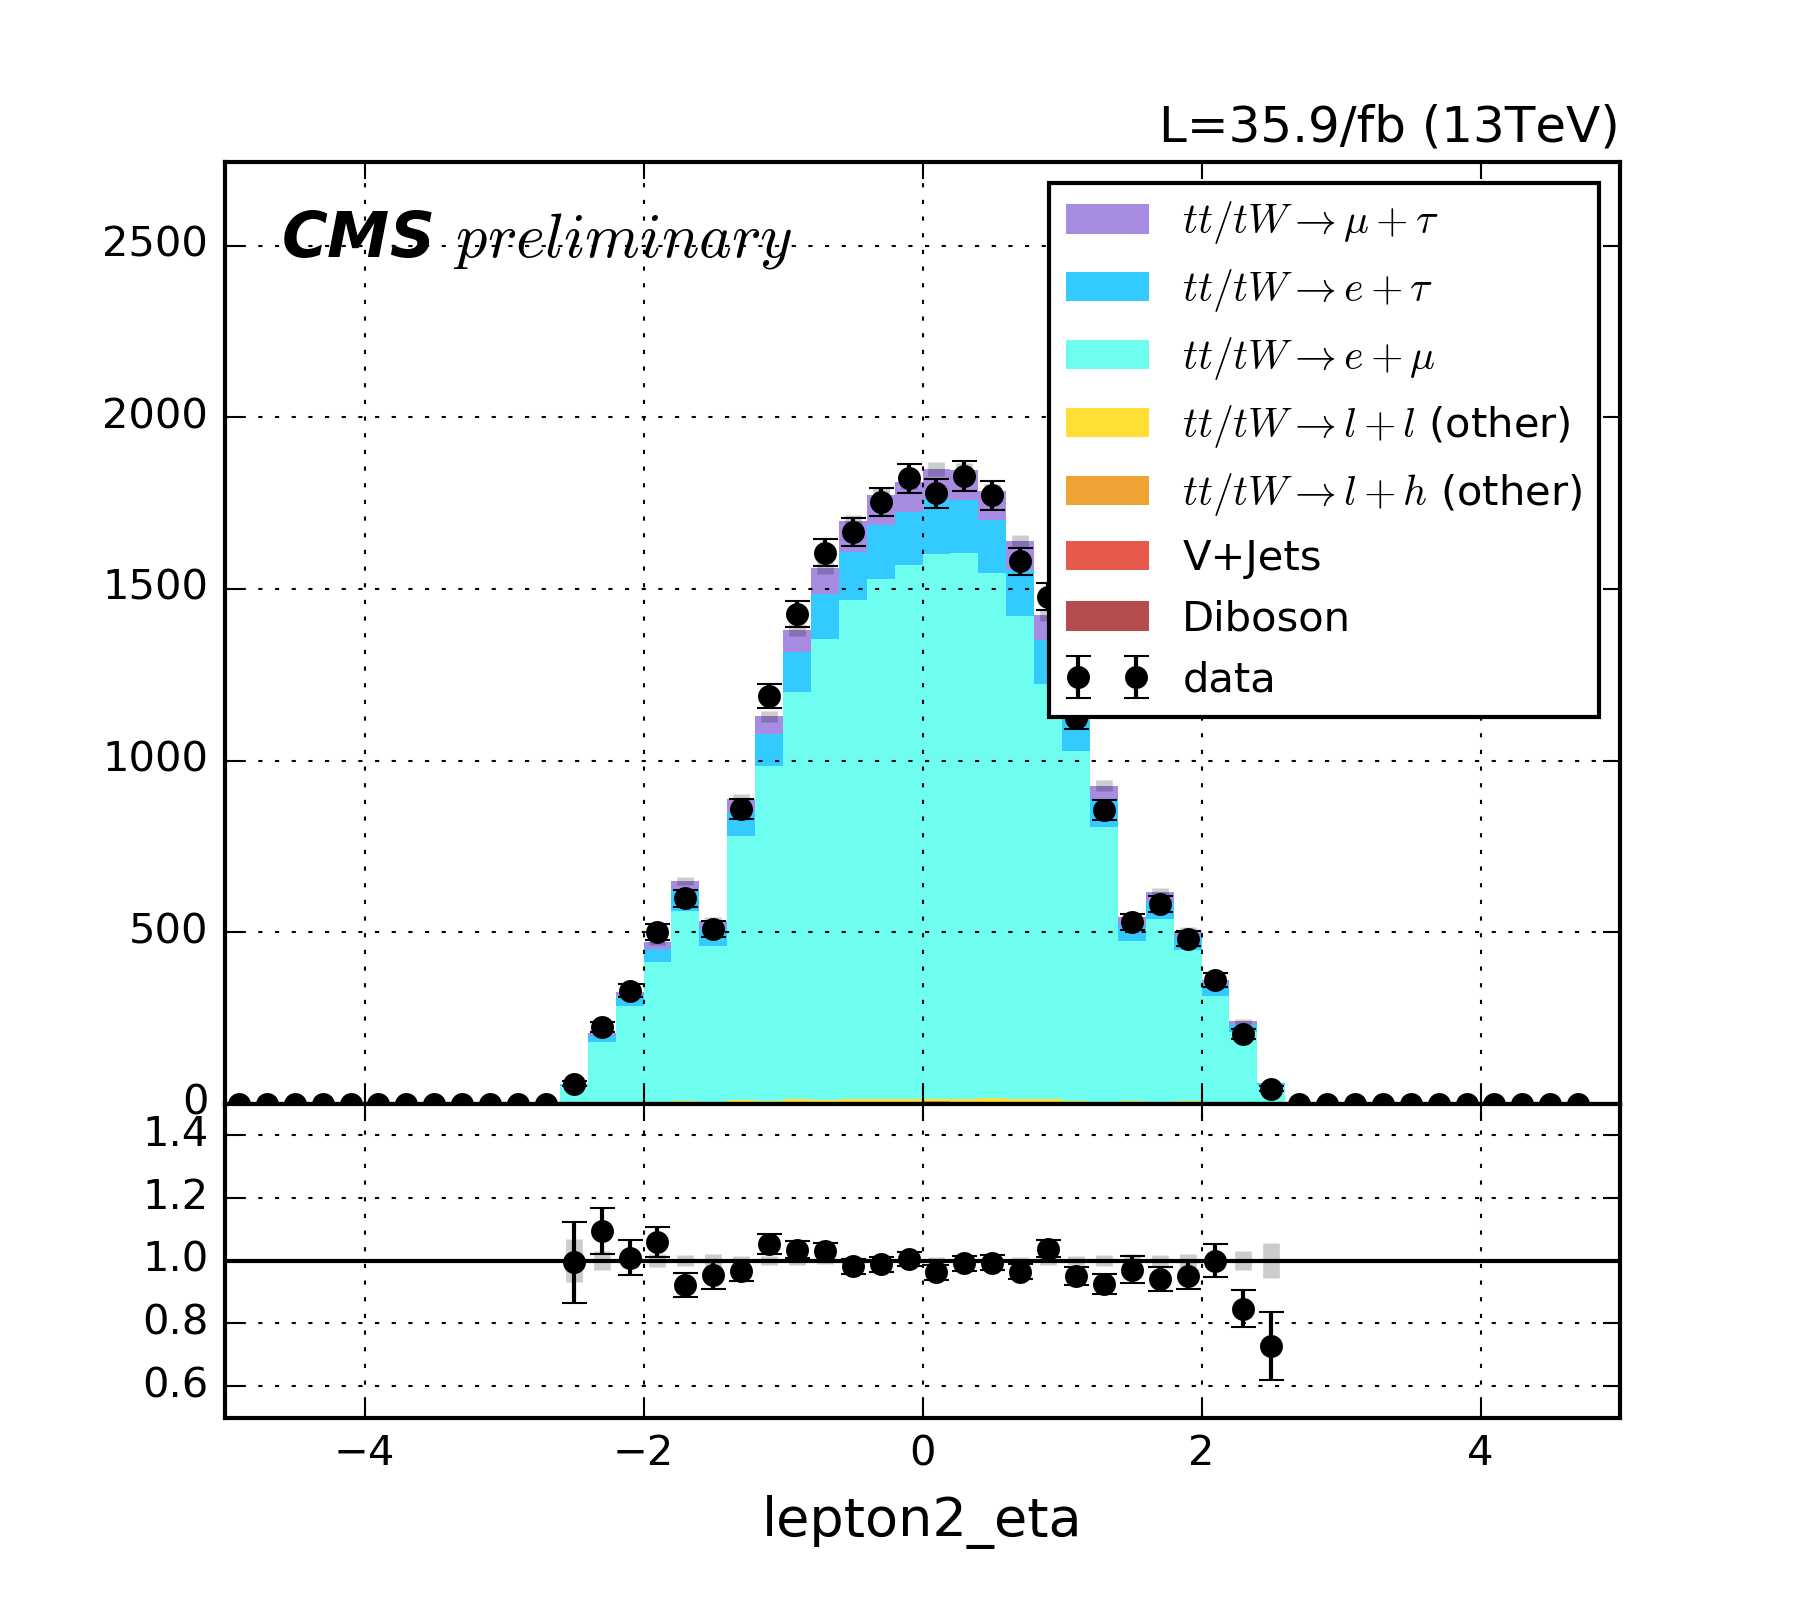 L=35.9/fb (13TeV)
CMS preliminary
2500
2000
1500
1000
500
0
tt/tW→μ+τ
tt/tW→e+τ
tt/tW→e+μ
tt/tW→l+l (other)
tt/tW→l+h (other)
V+Jets
Diboson
data
1.4
1.2
1.0
0.8
0.6
−4 −2 0 2 4
lepton2_eta